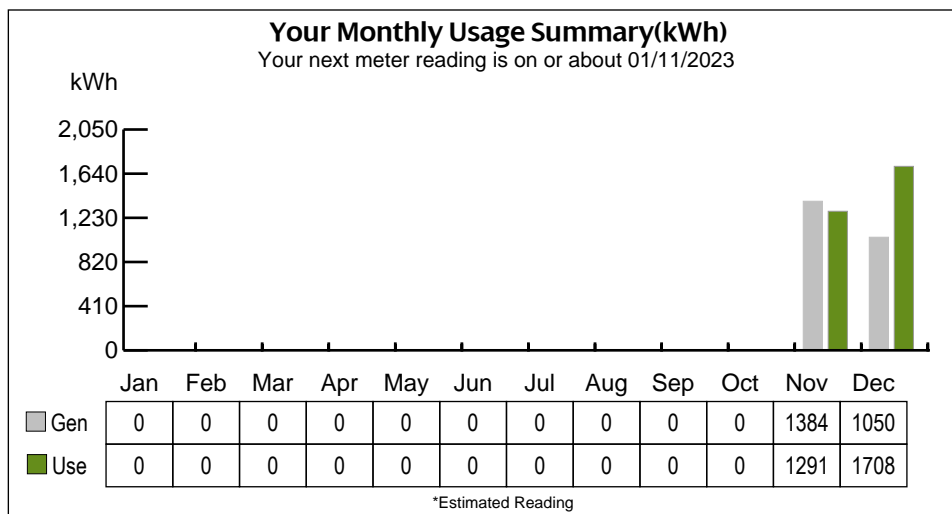 Your Monthly Usage Summary(kWh)
Your next meter reading is on or about 01/11/2023
kWh
2,050
1,640
1,230
820
410
0
Jan Feb Mar Apr May Jun Jul Aug Sep Oct Nov Dec
Gen 0 0 0 0 0 0 0 0 0 0 1384 1050
Use 0 0 0 0 0 0 0 0 0 0 1291 1708
*Estimated Reading